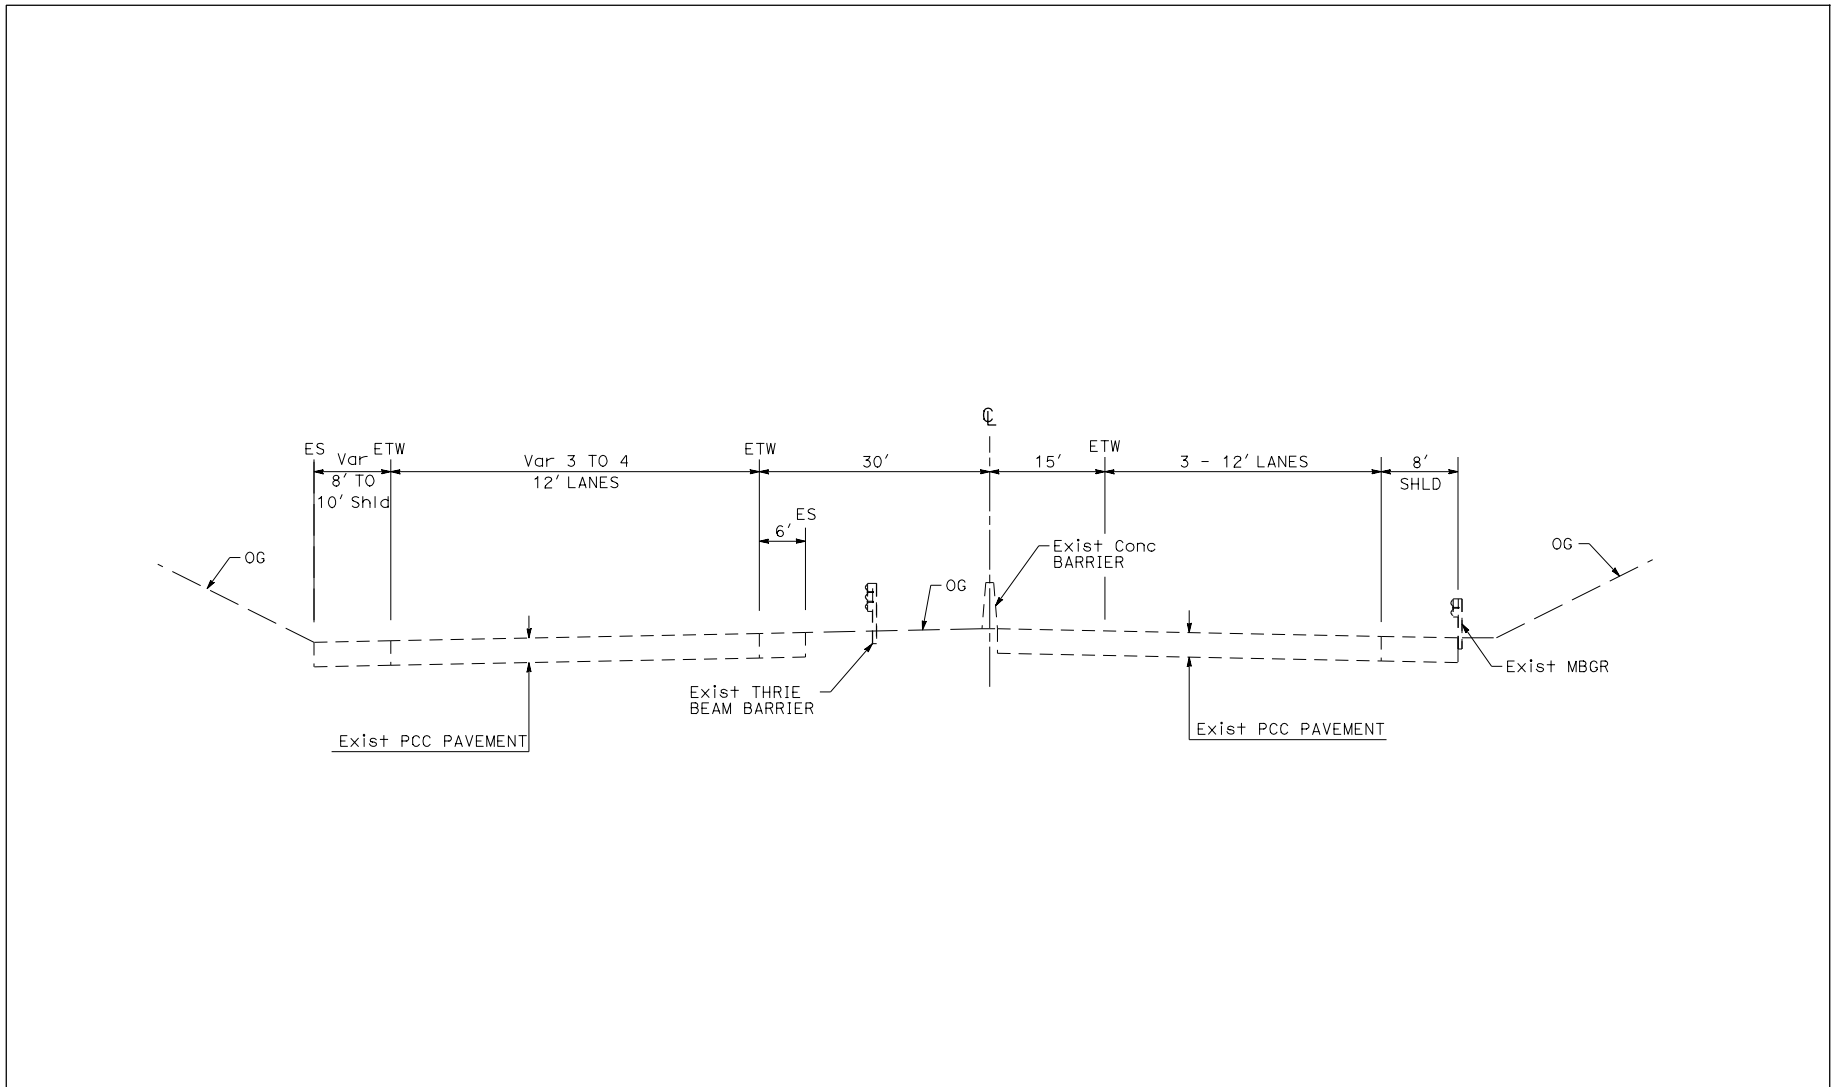 ℄
ES
Var
ETW
Var 3 TO 4
ETW
30'
15'
ETW
3 - 12' LANES
8'
8' TO
10' Shld
12' LANES
SHLD
ES
6'
OG
Exist Conc
BARRIER
OG
OG
Exist THRIE
BEAM BARRIER
Exist MBGR
Exist PCC PAVEMENT
Exist PCC PAVEMENT